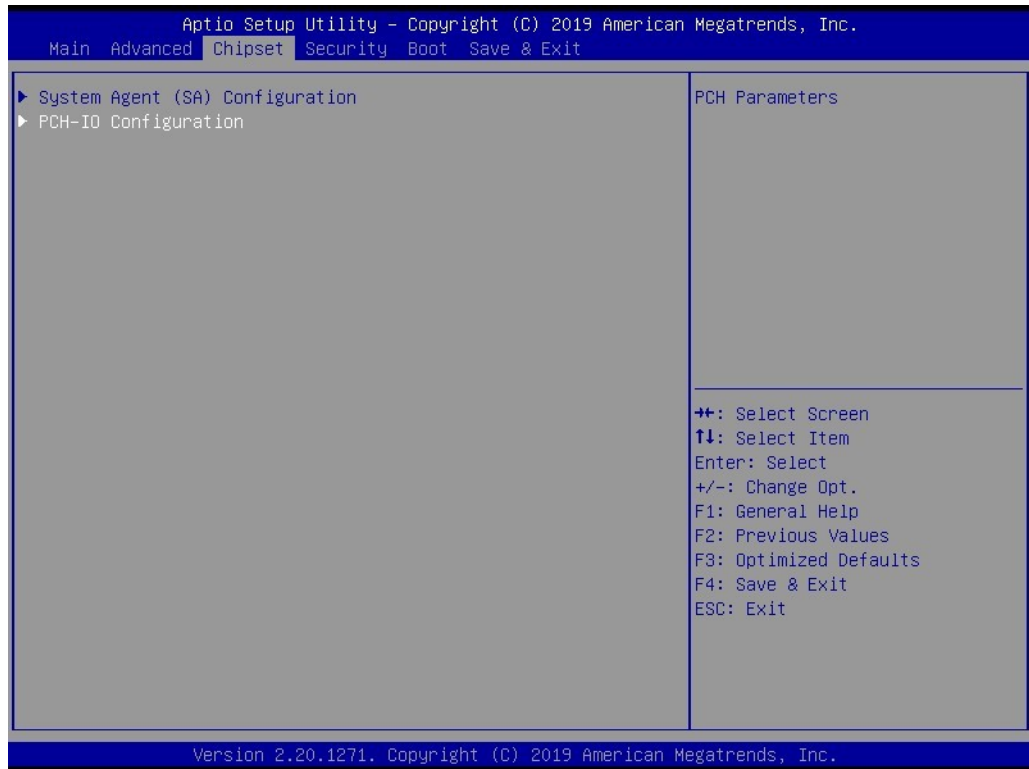 Aptio Setup Utility – Copyright (C) 2019 American Megatrends, Inc.
Main Advanced Chipset Security Boot Save & Exit
System Agent (SA) Configuration
PCH-IO Configuration
PCH Parameters
→←: Select Screen
↑↓: Select Item
Enter: Select
+/-: Change Opt.
F1: General Help
F2: Previous Values
F3: Optimized Defaults
F4: Save & Exit
ESC: Exit
Version 2.20.1271. Copyright (C) 2019 American Megatrends, Inc.